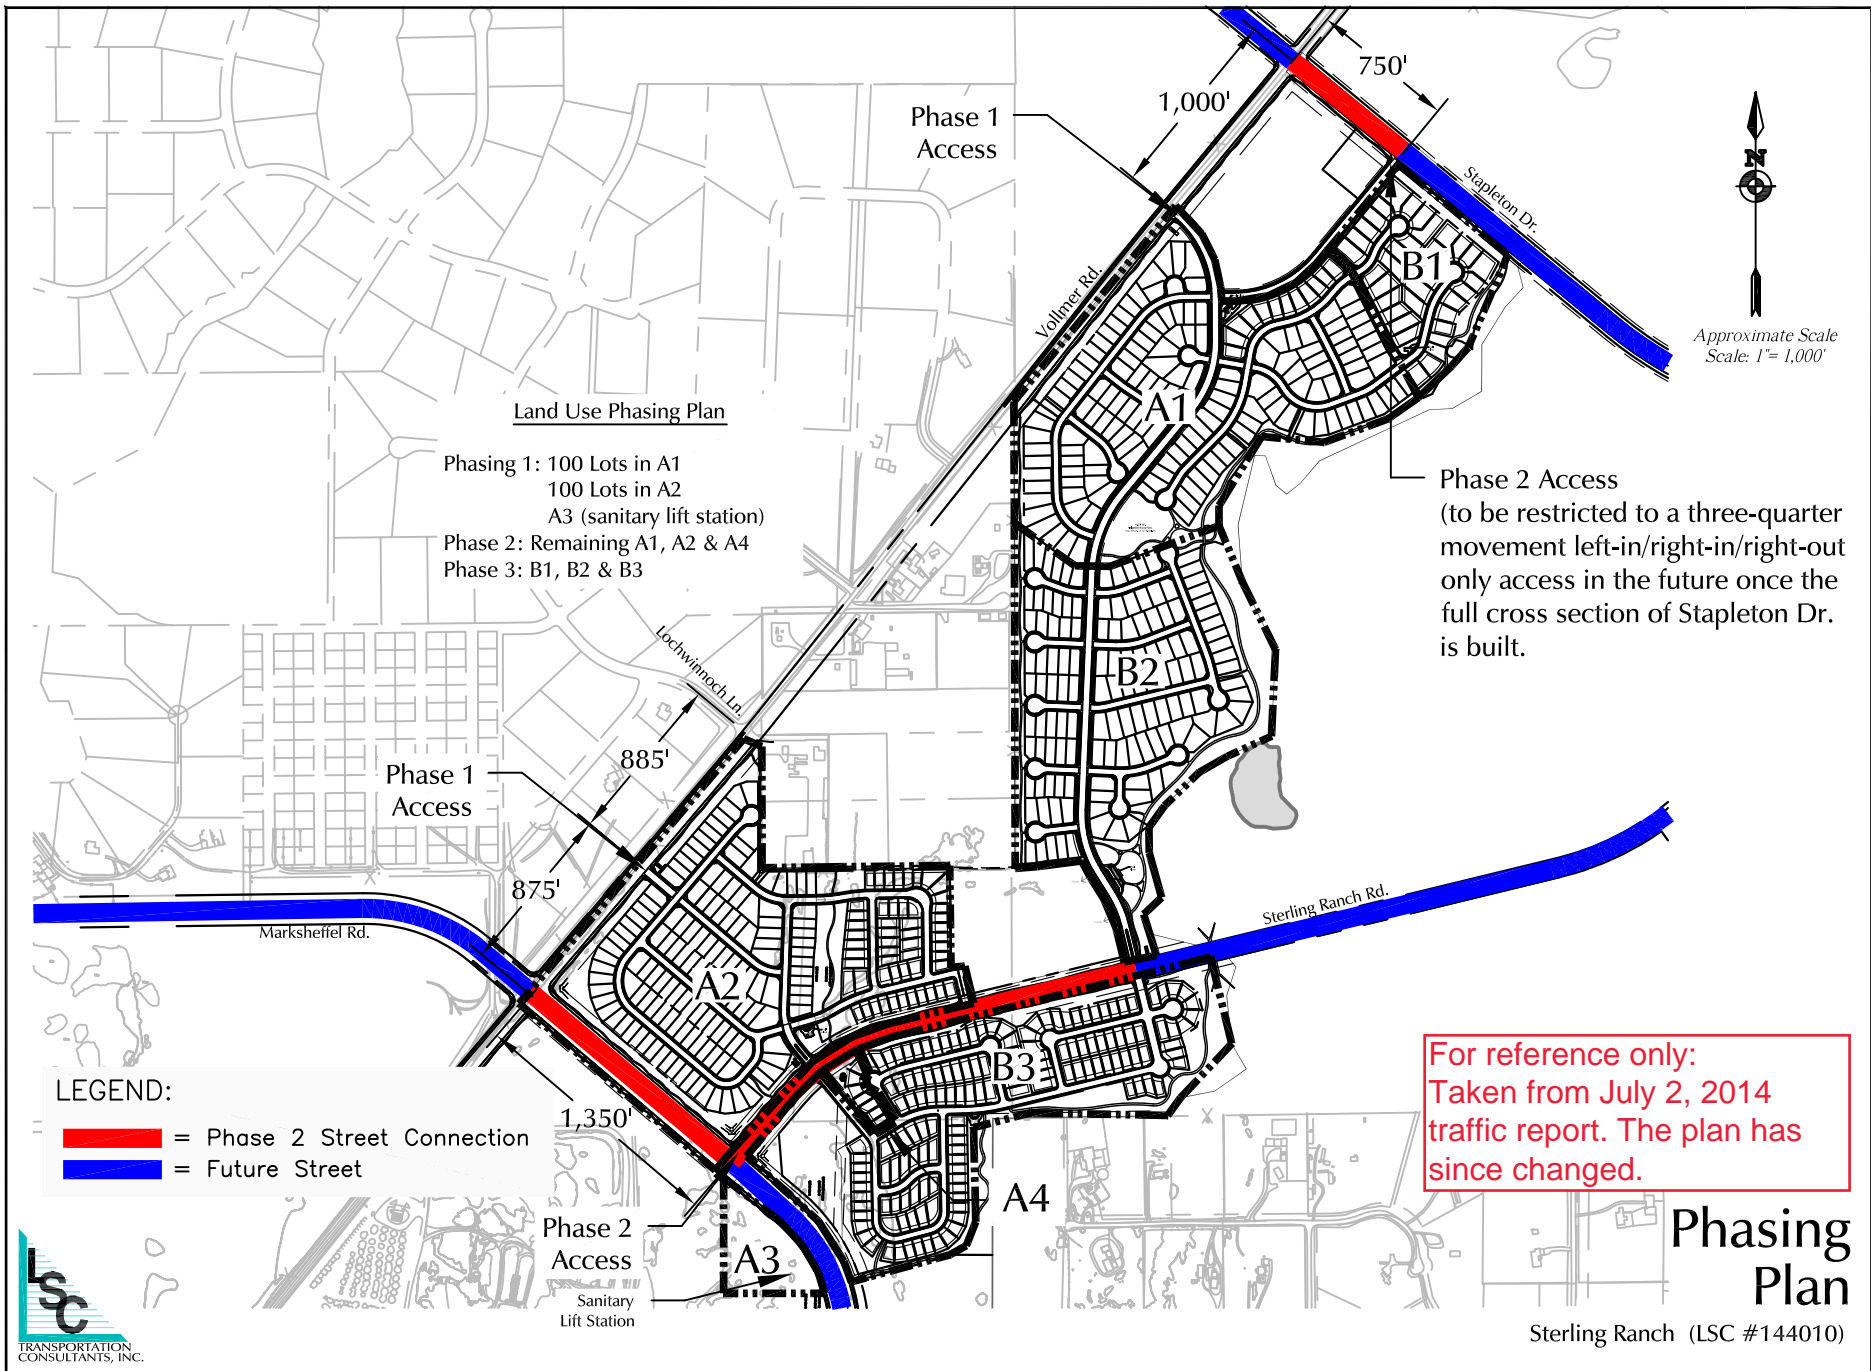 750'
1,000'
Phase 1
Access
Stapleton Dr.
N
B1
Vollmer Rd.
Approximate Scale
Scale: 1"= 1,000'
Land Use Phasing Plan
A1
Phasing 1: 100 Lots in A1
100 Lots in A2
A3 (sanitary lift station)
Phase 2: Remaining A1, A2 & A4
Phase 3: B1, B2 & B3
Phase 2 Access
(to be restricted to a three-quarter
movement left-in/right-in/right-out
only access in the future once the
full cross section of Stapleton Dr.
is built.
Lochwinnoch Ln.
B2
885'
Phase 1
Access
875'
Sterling Ranch Rd.
Marksheffel Rd.
A2
B3
For reference only:
Taken from July 2, 2014
traffic report. The plan has
since changed.
LEGEND:
= Phase 2 Street Connection
= Future Street
1,350'
A4
Phase 2
Access
A3
Sanitary
Lift Station
Phasing
Plan
Sterling Ranch (LSC #144010)
LSC
TRANSPORTATION
CONSULTANTS, INC.